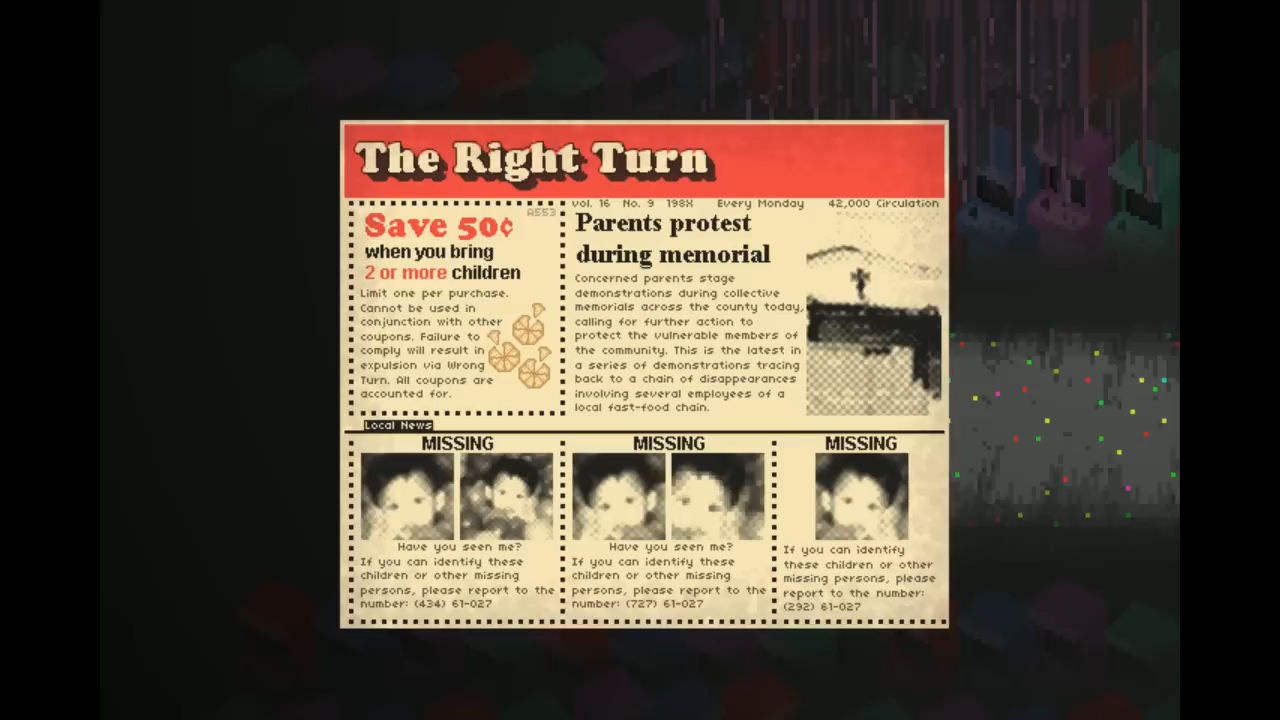 The Right Turn
A553
Save 50¢
when you bring
2 or more children
Limit one per purchase.
Cannot be used in
conjunction with other
coupons. Failure to
comply will result in
expulsion via Wrong
Turn. All coupons are
accounted for.
Vol. 16 No. 9 198X Every Monday 42,000 Circulation
Parents protest
during memorial
Concerned parents stage
demonstrations during collective
memorials across the county today,
calling for further action to
protect the vulnerable members of
the community. This is the latest in
a series of demonstrations tracing
back to a chain of disappearances
involving several employees of a
local fast-food chain.
Local News
MISSING
Have you seen me?
If you can identify these
children or other missing
persons, please report to the
number: (434) 61-027
MISSING
Have you seen me?
If you can identify these
children or other missing
persons, please report to the
number: (727) 61-027
MISSING
If you can identify
these children or other
missing persons, please
report to the number:
(292) 61-027